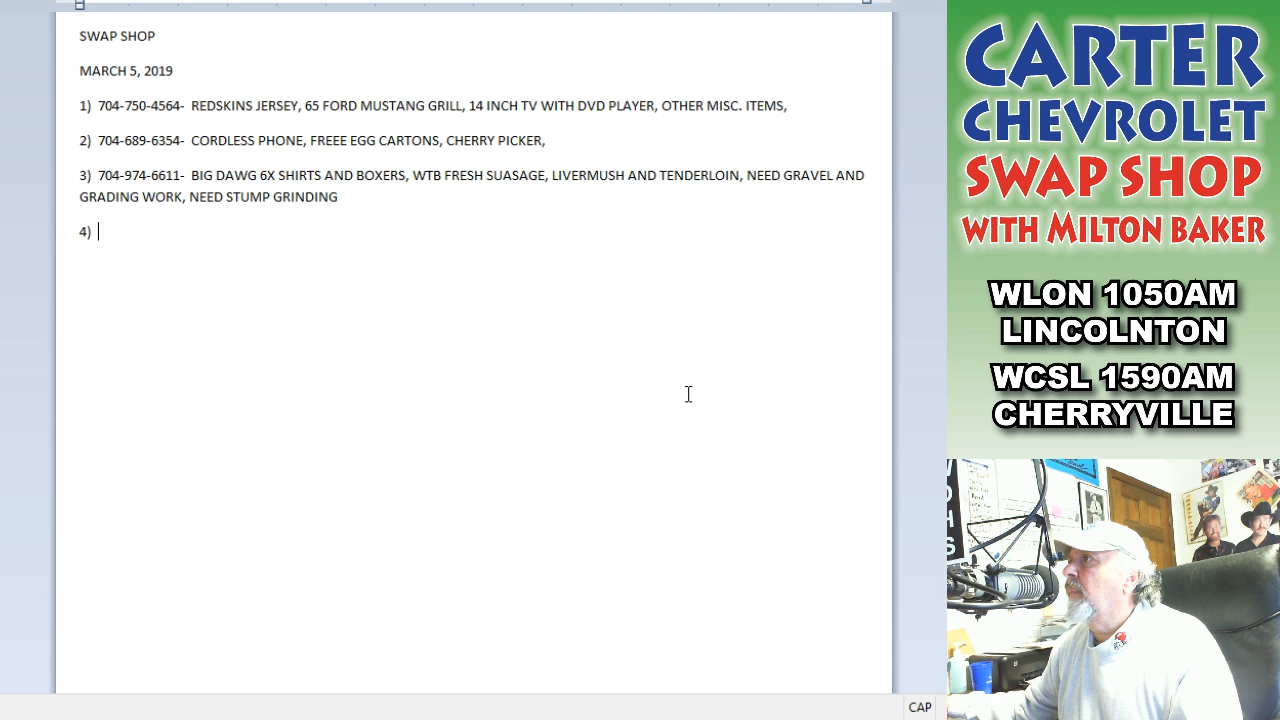 SWAP SHOP
MARCH 5, 2019
1) 704-750-4564- REDSKINS JERSEY, 65 FORD MUSTANG GRILL, 14 INCH TV WITH DVD PLAYER, OTHER MISC. ITEMS,
2) 704-689-6354- CORDLESS PHONE, FREEE EGG CARTONS, CHERRY PICKER,
3) 704-974-6611- BIG DAWG 6X SHIRTS AND BOXERS, WTB FRESH SUASAGE, LIVERMUSH AND TENDERLOIN, NEED GRAVEL AND
GRADING WORK, NEED STUMP GRINDING
4)
CAP
CARTER
CHEVROLET
SWAP SHOP
WITH MILTON BAKER
WLON 1050AM
LINCOLNTON
WCSL 1590AM
CHERRYVILLE